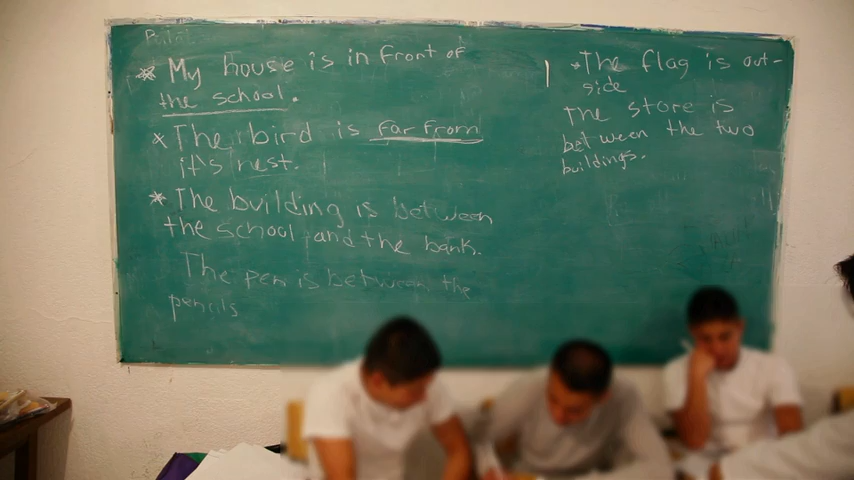 * My house is in front of
the school.
* The bird is far from
it's nest.
* The building is between
the school and the bank.
The pen is between the
pencils
* The flag is out-
side
The store is
between the two
buildings.